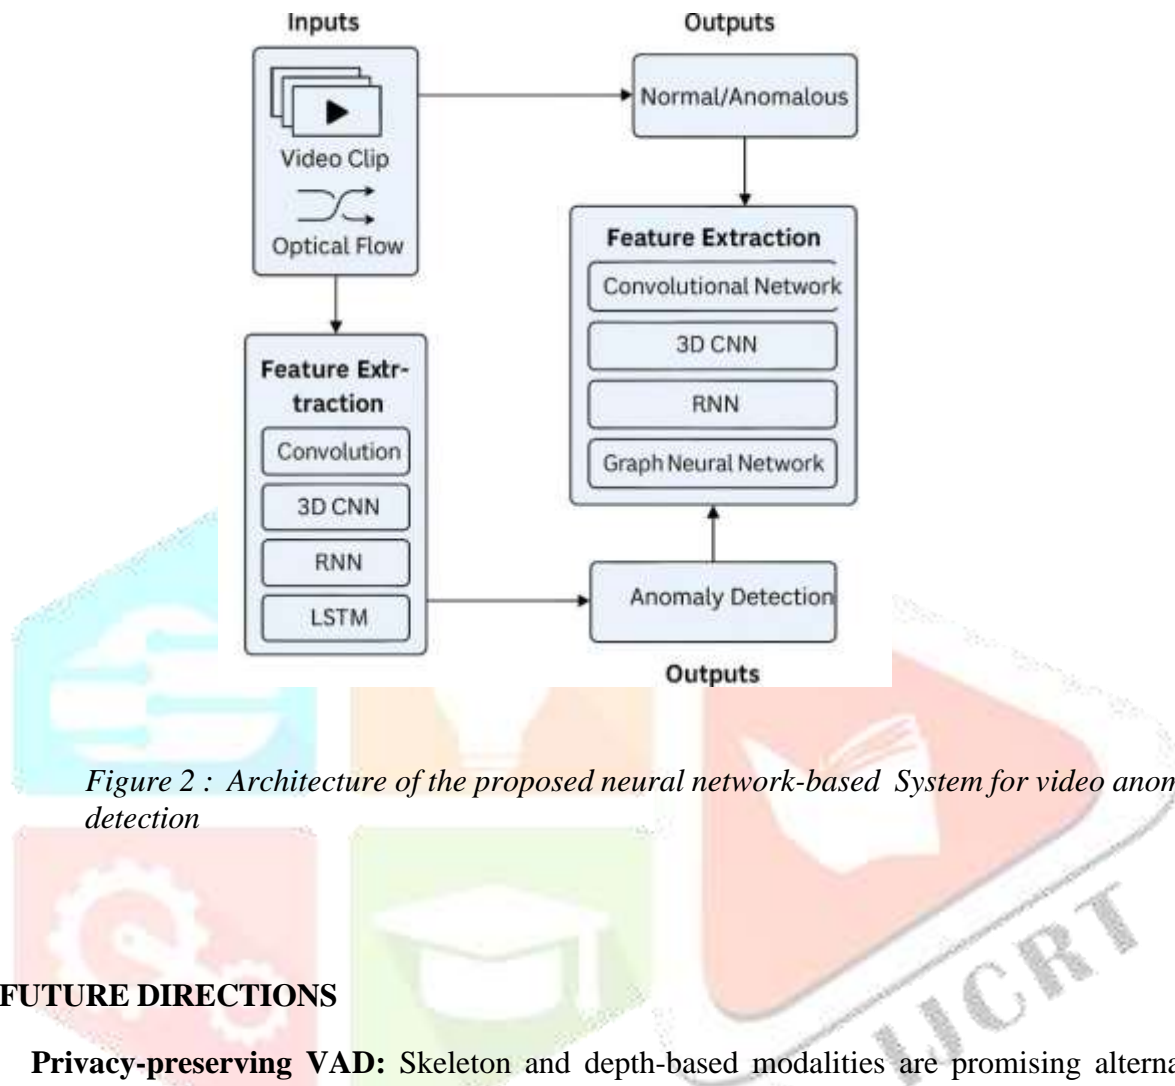 Inputs
Outputs
Video Clip
Optical Flow
Normal/Anomalous
Feature Extr-
traction
Convolution
3D CNN
RNN
LSTM
Feature Extraction
Convolutional Network
3D CNN
RNN
Graph Neural Network
Anomaly Detection
Outputs
Figure 2 : Architecture of the proposed neural network-based System for video anom
detection
FUTURE DIRECTIONS
Privacy-preserving VAD: Skeleton and depth-based modalities are promising alterna
IJCRT